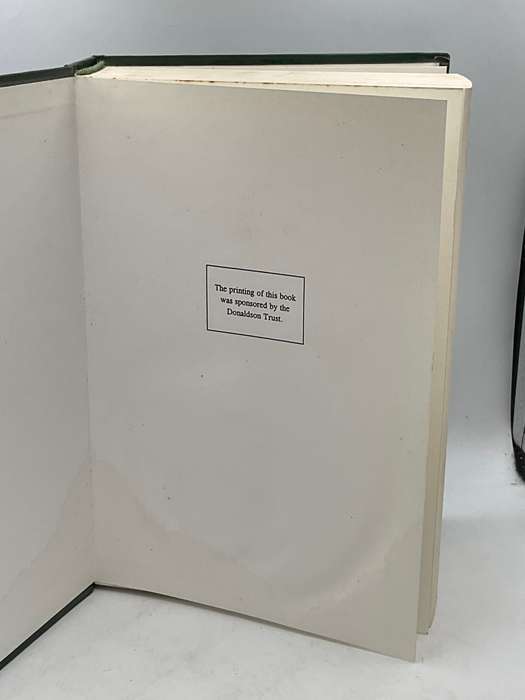 The printing of this book
was sponsored by the
Donaldson Trust.